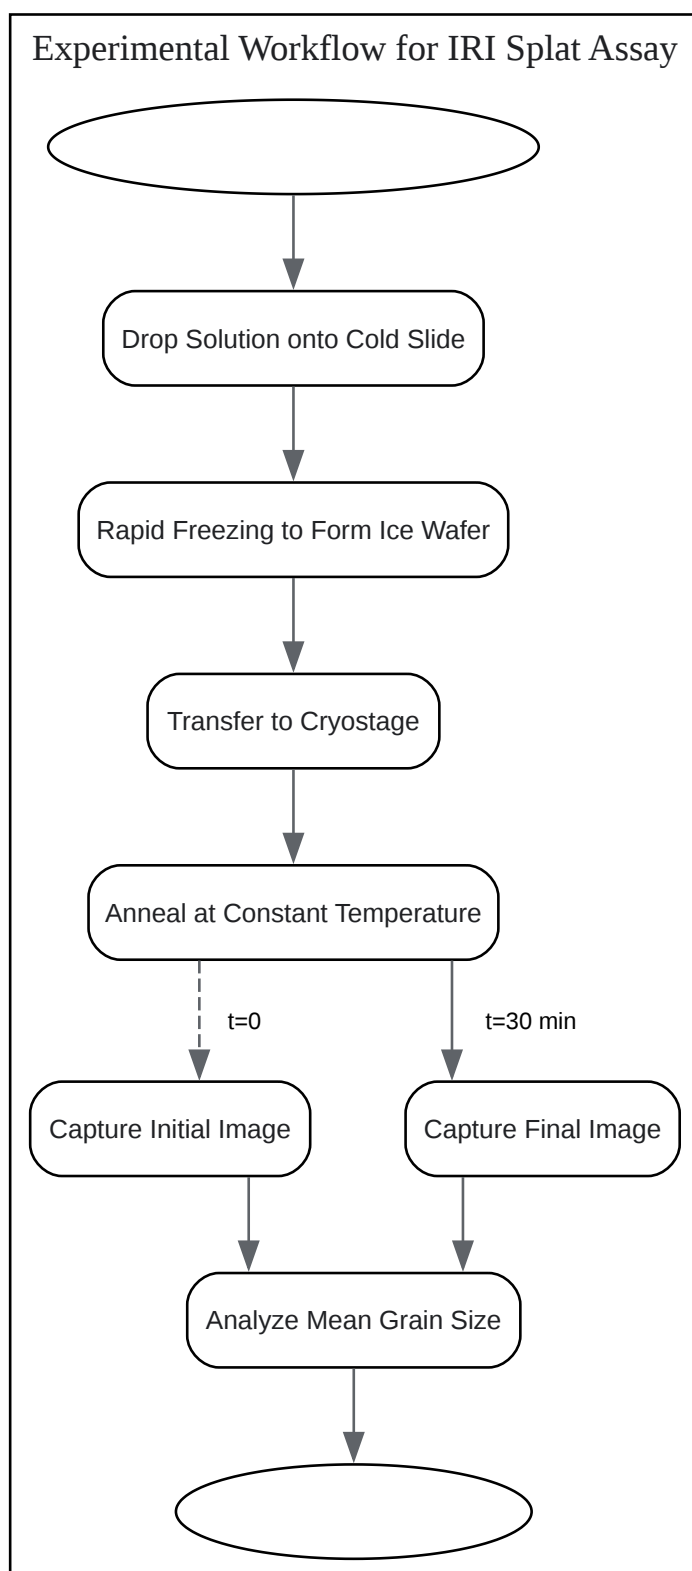 Experimental Workflow for IRI Splat Assay
Drop Solution onto Cold Slide
Rapid Freezing to Form Ice Wafer
Transfer to Cryostage
Anneal at Constant Temperature
t=0
t=30 min
Capture Initial Image
Capture Final Image
Analyze Mean Grain Size